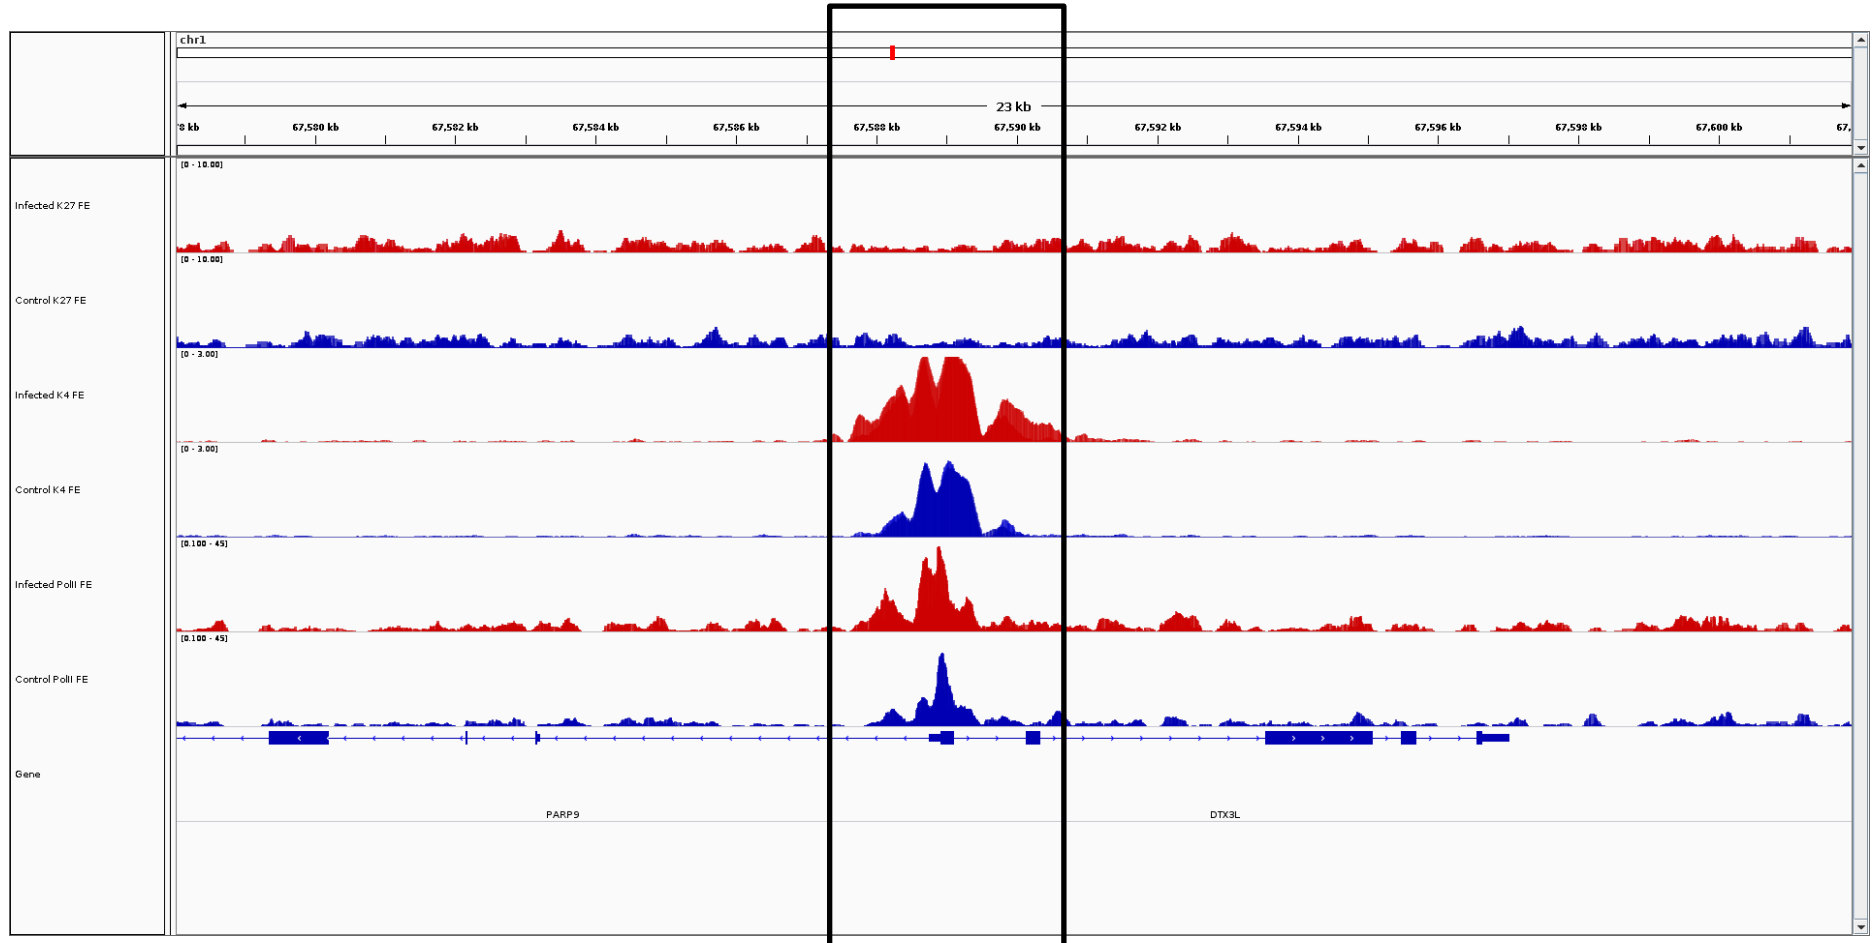 chr1
23 kb
'8 kb 67,580 kb 67,582 kb 67,584 kb 67,586 kb 67,588 kb 67,590 kb 67,592 kb 67,594 kb 67,596 kb 67,598 kb 67,600 kb 67,
[0 - 10.00]
Infected K27 FE
[0 - 10.00]
Control K27 FE
[0 - 3.00]
Infected K4 FE
[0 - 3.00]
Control K4 FE
[0.100 - 45]
Infected PolII FE
[0.100 - 45]
Control PolII FE
Gene
PARP9 DTX3L